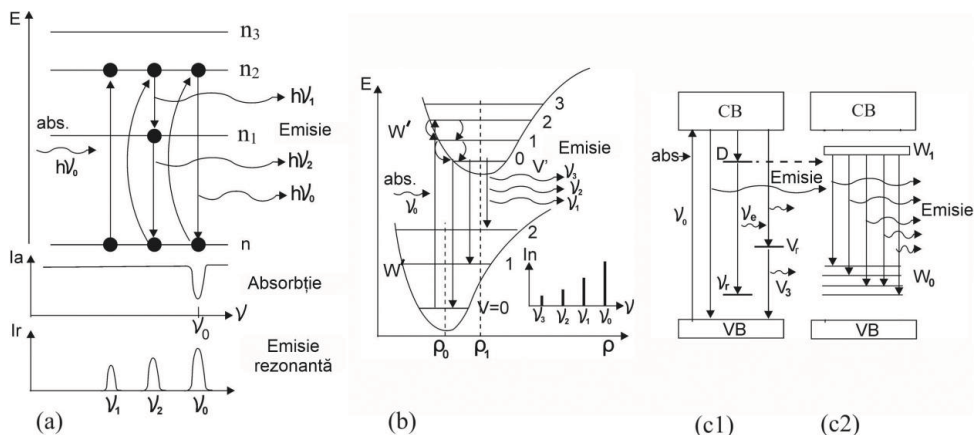 E
n₃
n₂
hν₁
abs.
n₁
Emisie
hν₀
hν₂
hν₀
n
Ia
Absorbție
ν₀
ν
Ir
Emisie
rezonantă
ν₁
ν₂
ν₀
(a)
E
3
2
W'
1
0
V'
Emisie
abs.
ν₀
ν₃
ν₂
ν₁
2
W'
1
In
V=0
ν₃
ν₂
ν₁
ν₀
ν
ρ₀
ρ₁
ρ
(b)
CB
CB
D
W₁
abs
Emisie
ν₀
νₑ
Emisie
Vᵣ
νᵣ
V₃
W₀
VB
VB
(c1)
(c2)